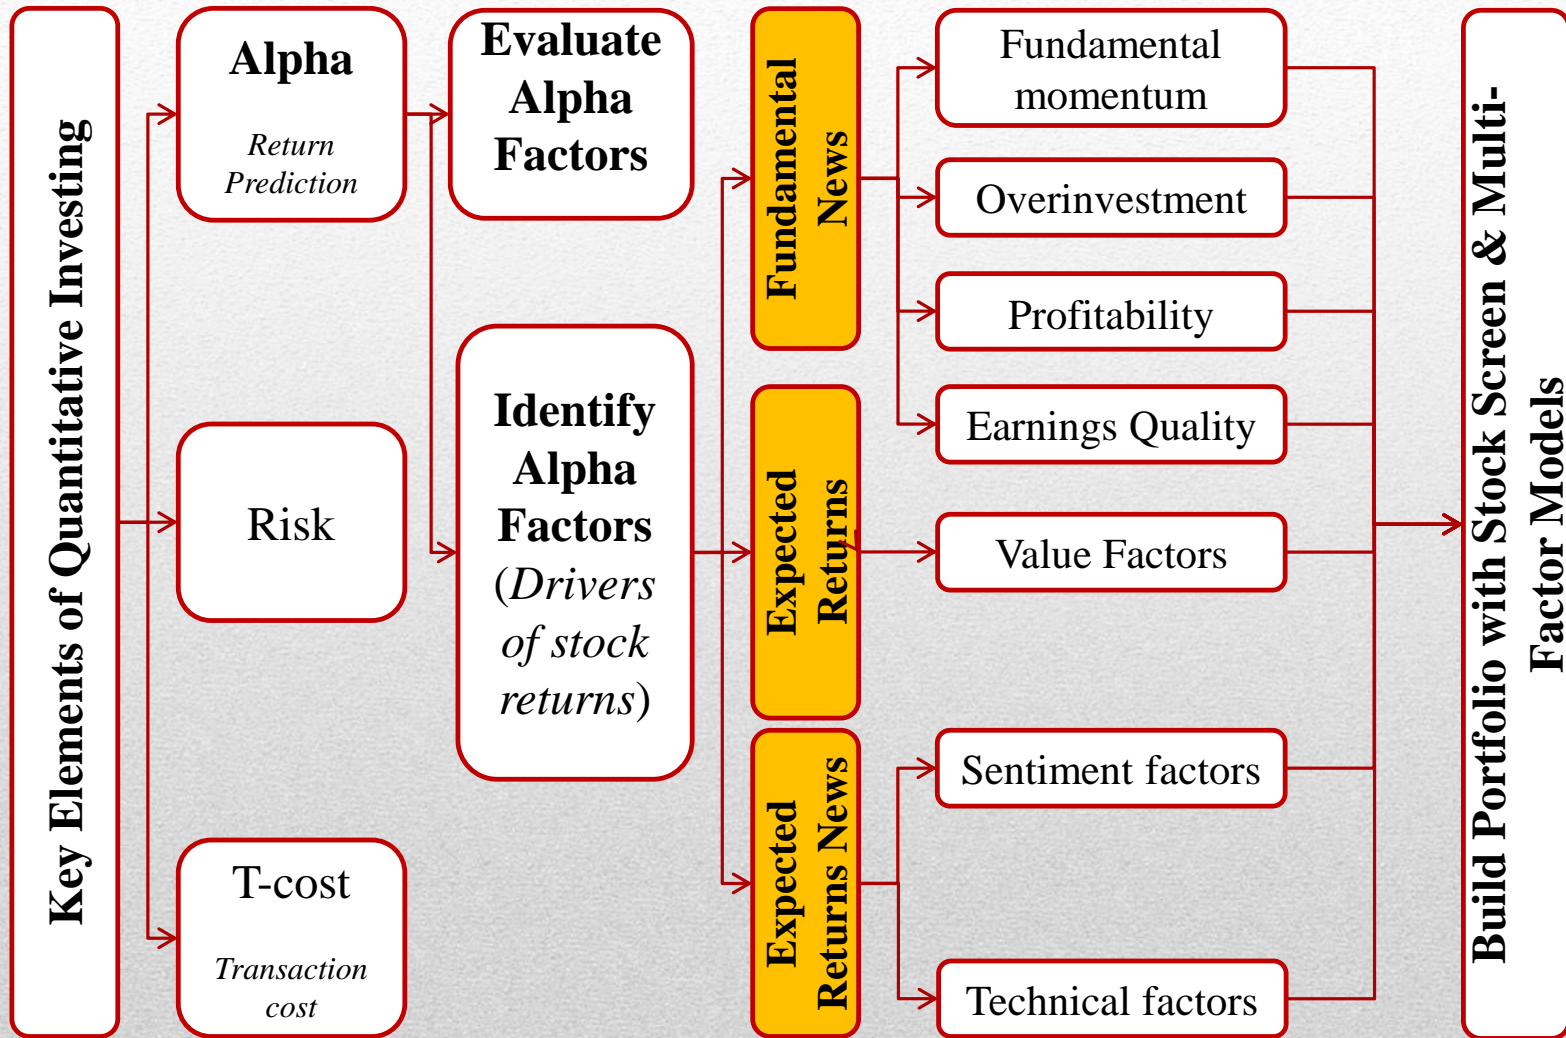 Key Elements of Quantitative Investing
Alpha
Return
Prediction
Risk
T-cost
Transaction
cost
Evaluate
Alpha
Factors
Identify
Alpha
Factors
(Drivers
of stock
returns)
Fundamental
News
Expected
Returns
Expected
Returns News
Fundamental
momentum
Overinvestment
Profitability
Earnings Quality
Value Factors
Sentiment factors
Technical factors
Build Portfolio with Stock Screen & Multi-
Factor Models